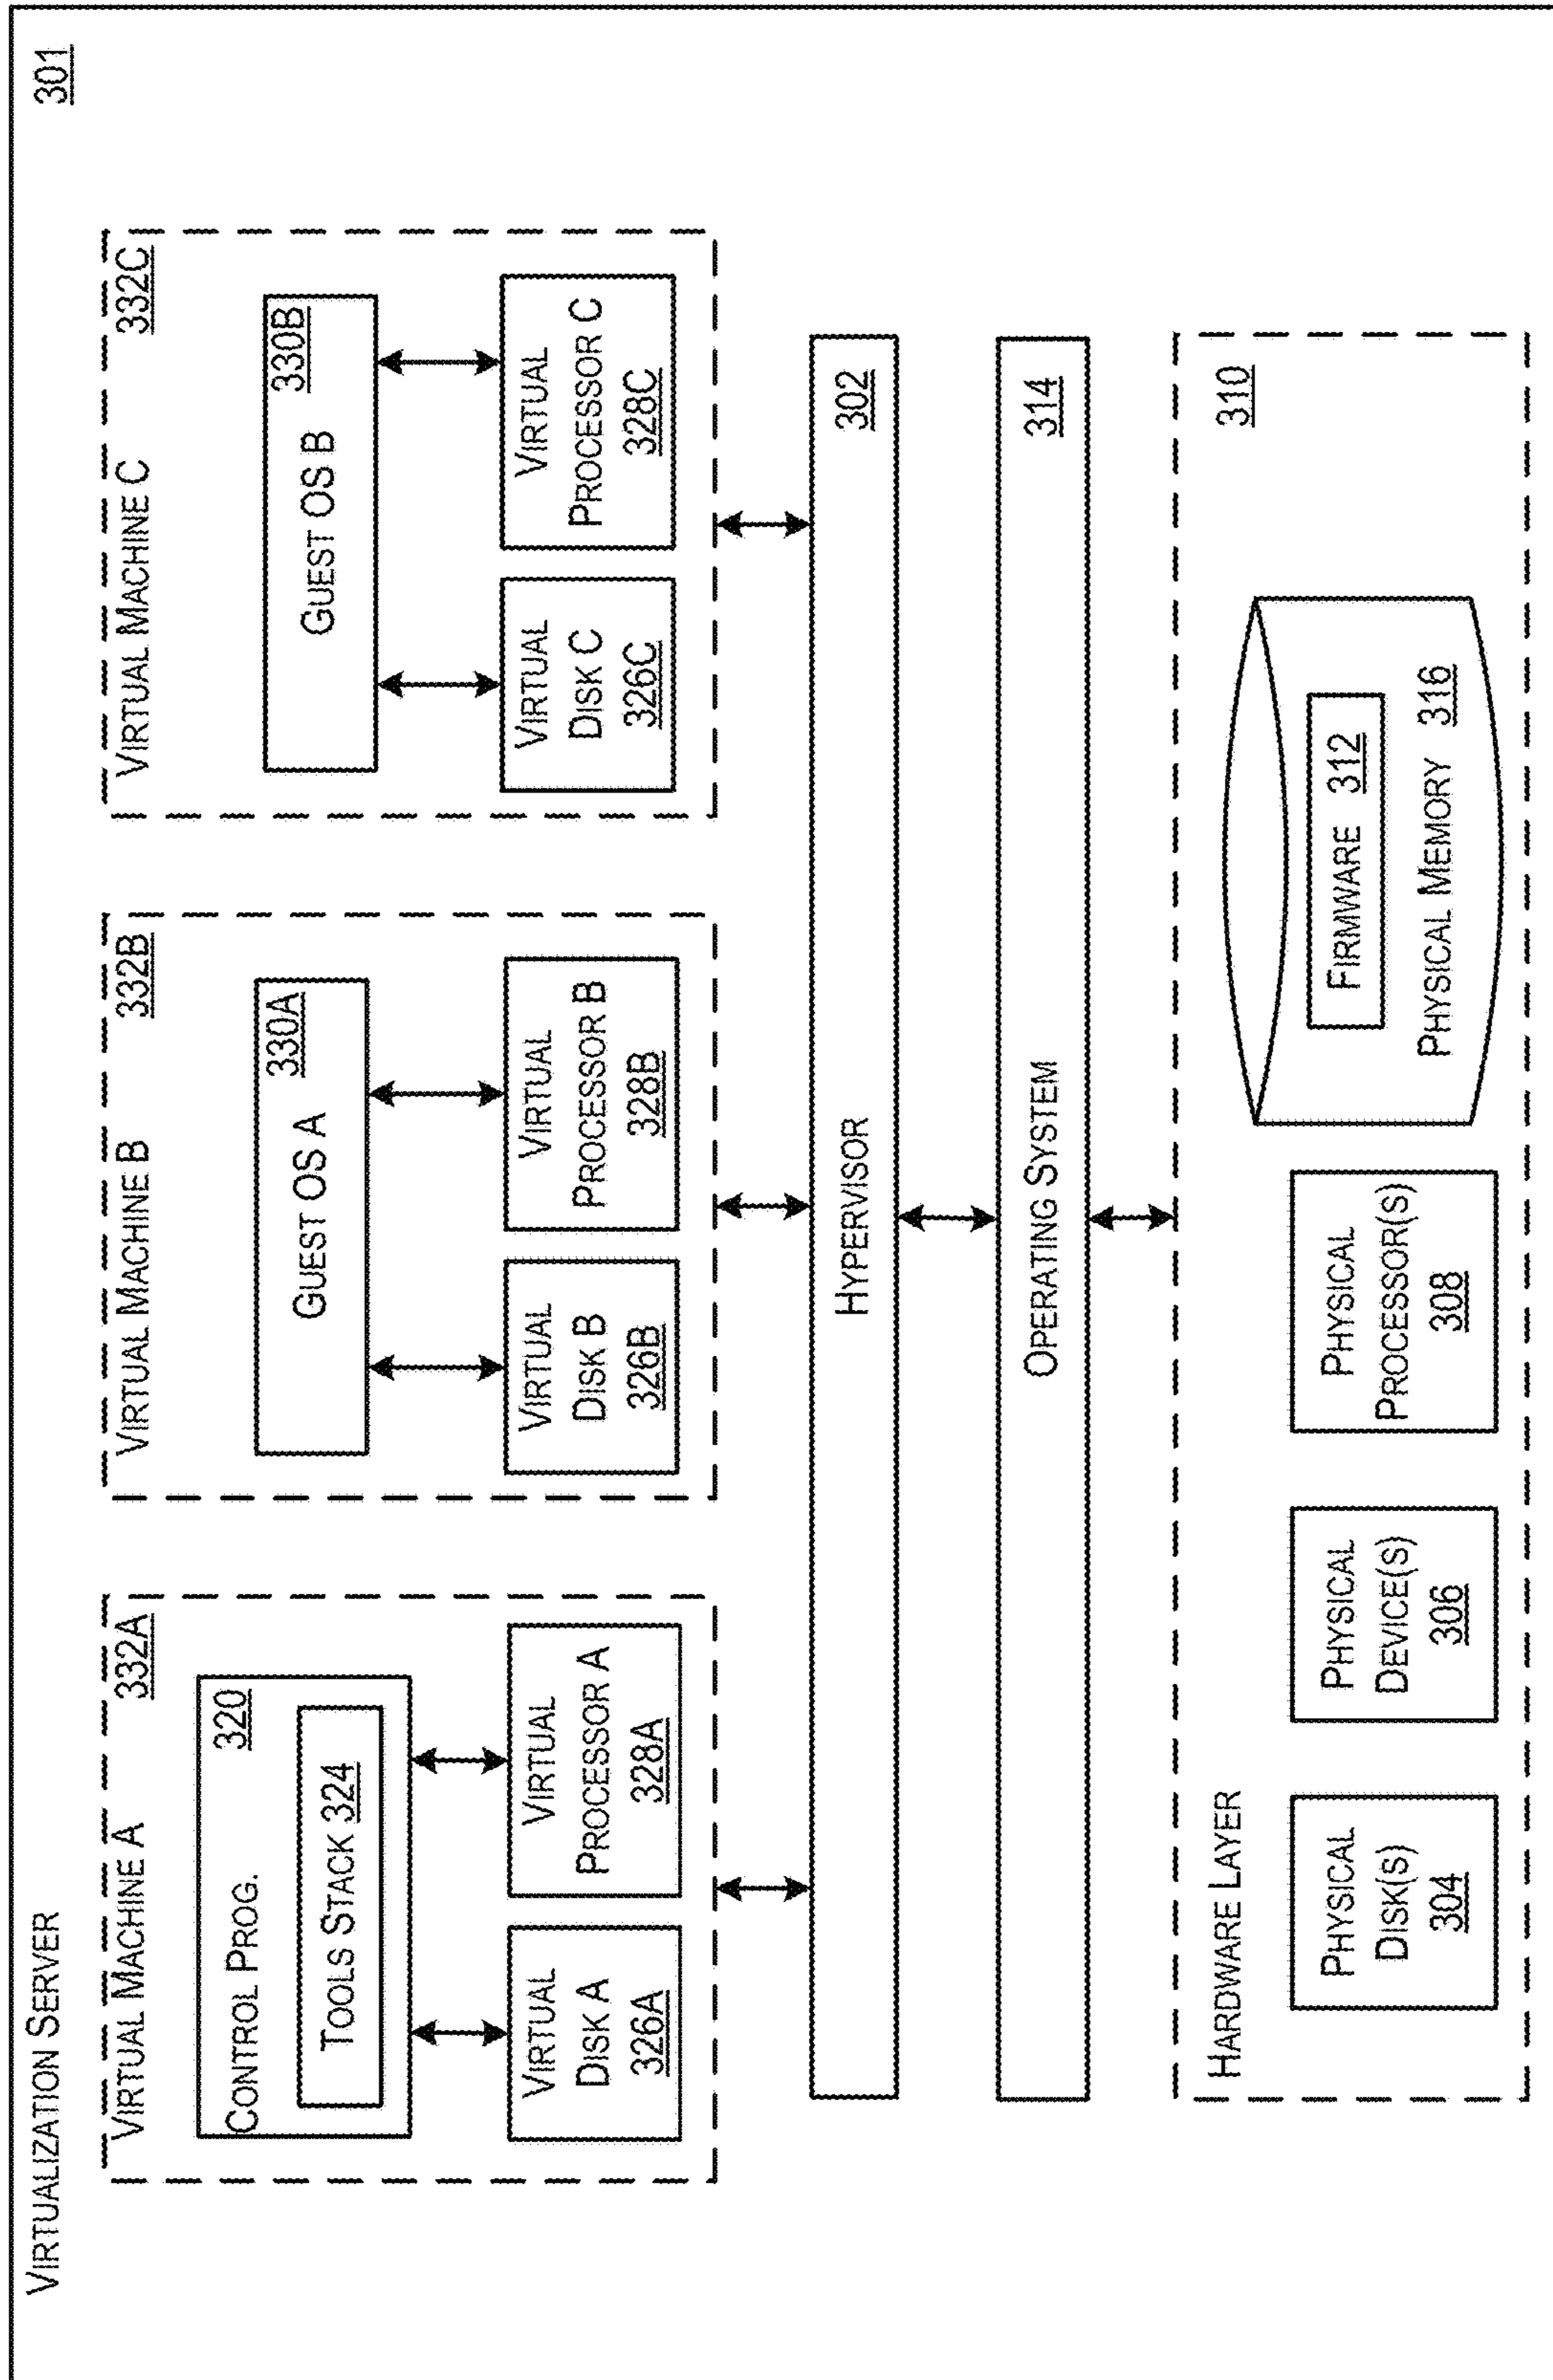 VIRTUALIZATION SERVER
301
VIRTUAL MACHINE A
332A
CONTROL PROG.
320
TOOLS STACK 324
VIRTUAL
DISK A
326A
VIRTUAL
PROCESSOR A
328A
VIRTUAL MACHINE B
332B
GUEST OS A
330A
VIRTUAL
DISK B
326B
VIRTUAL
PROCESSOR B
328B
VIRTUAL MACHINE C
332C
GUEST OS B
330B
VIRTUAL
DISK C
326C
VIRTUAL
PROCESSOR C
328C
HYPERVISOR
302
OPERATING SYSTEM
314
HARDWARE LAYER
310
PHYSICAL
DISK(S)
304
PHYSICAL
DEVICE(S)
306
PHYSICAL
PROCESSOR(S)
308
FIRMWARE 312
PHYSICAL MEMORY 316